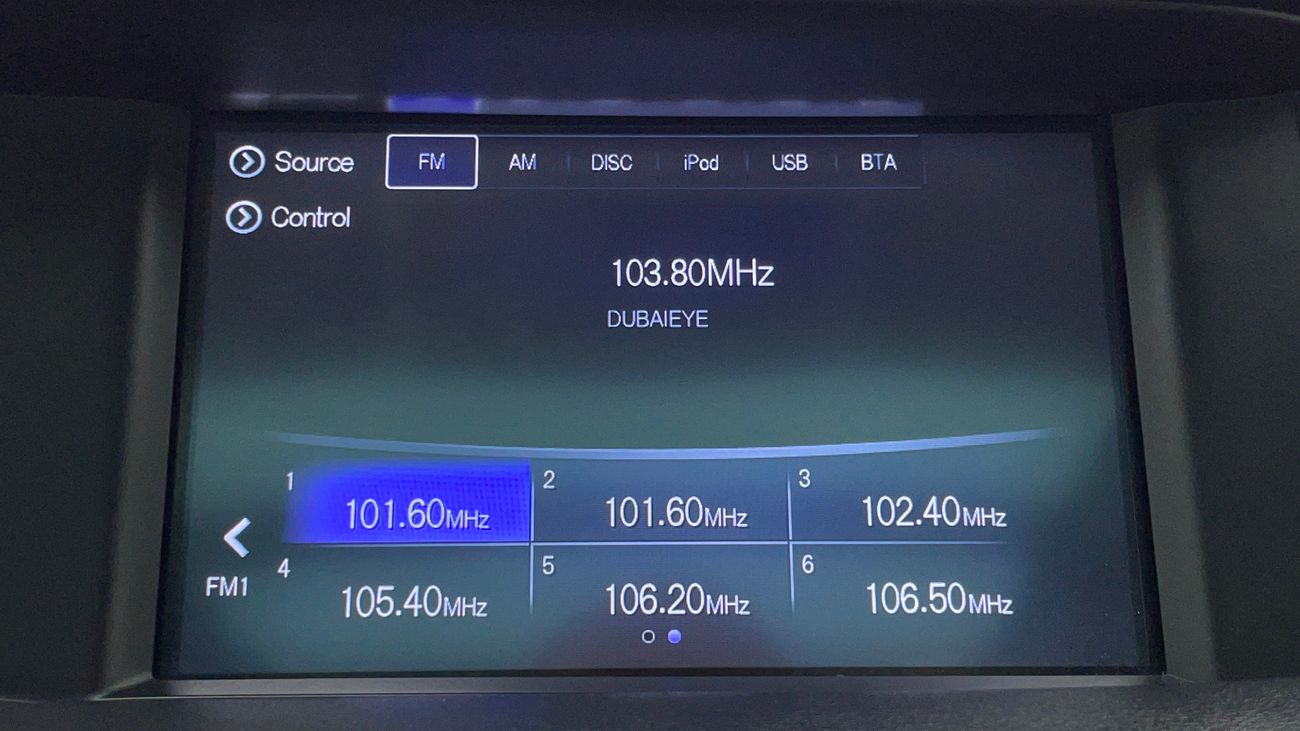 Source FM AM DISC iPod USB BTA
Control
103.80MHz
DUBAIEYE
1 101.60MHz 2 101.60MHz 3 102.40MHz
FM1
4 105.40MHz 5 106.20MHz 6 106.50MHz